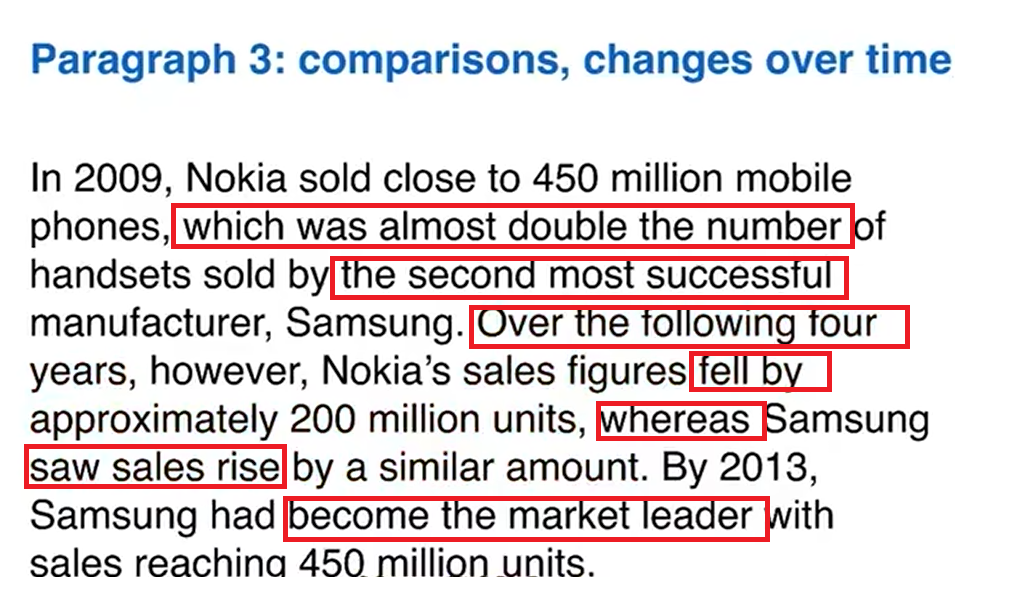 Paragraph 3: comparisons, changes over time
In 2009, Nokia sold close to 450 million mobile
phones, which was almost double the number of
handsets sold by the second most successful
manufacturer, Samsung. Over the following four
years, however, Nokia’s sales figures fell by
approximately 200 million units, whereas Samsung
saw sales rise by a similar amount. By 2013,
Samsung had become the market leader with
sales reaching 450 million units.